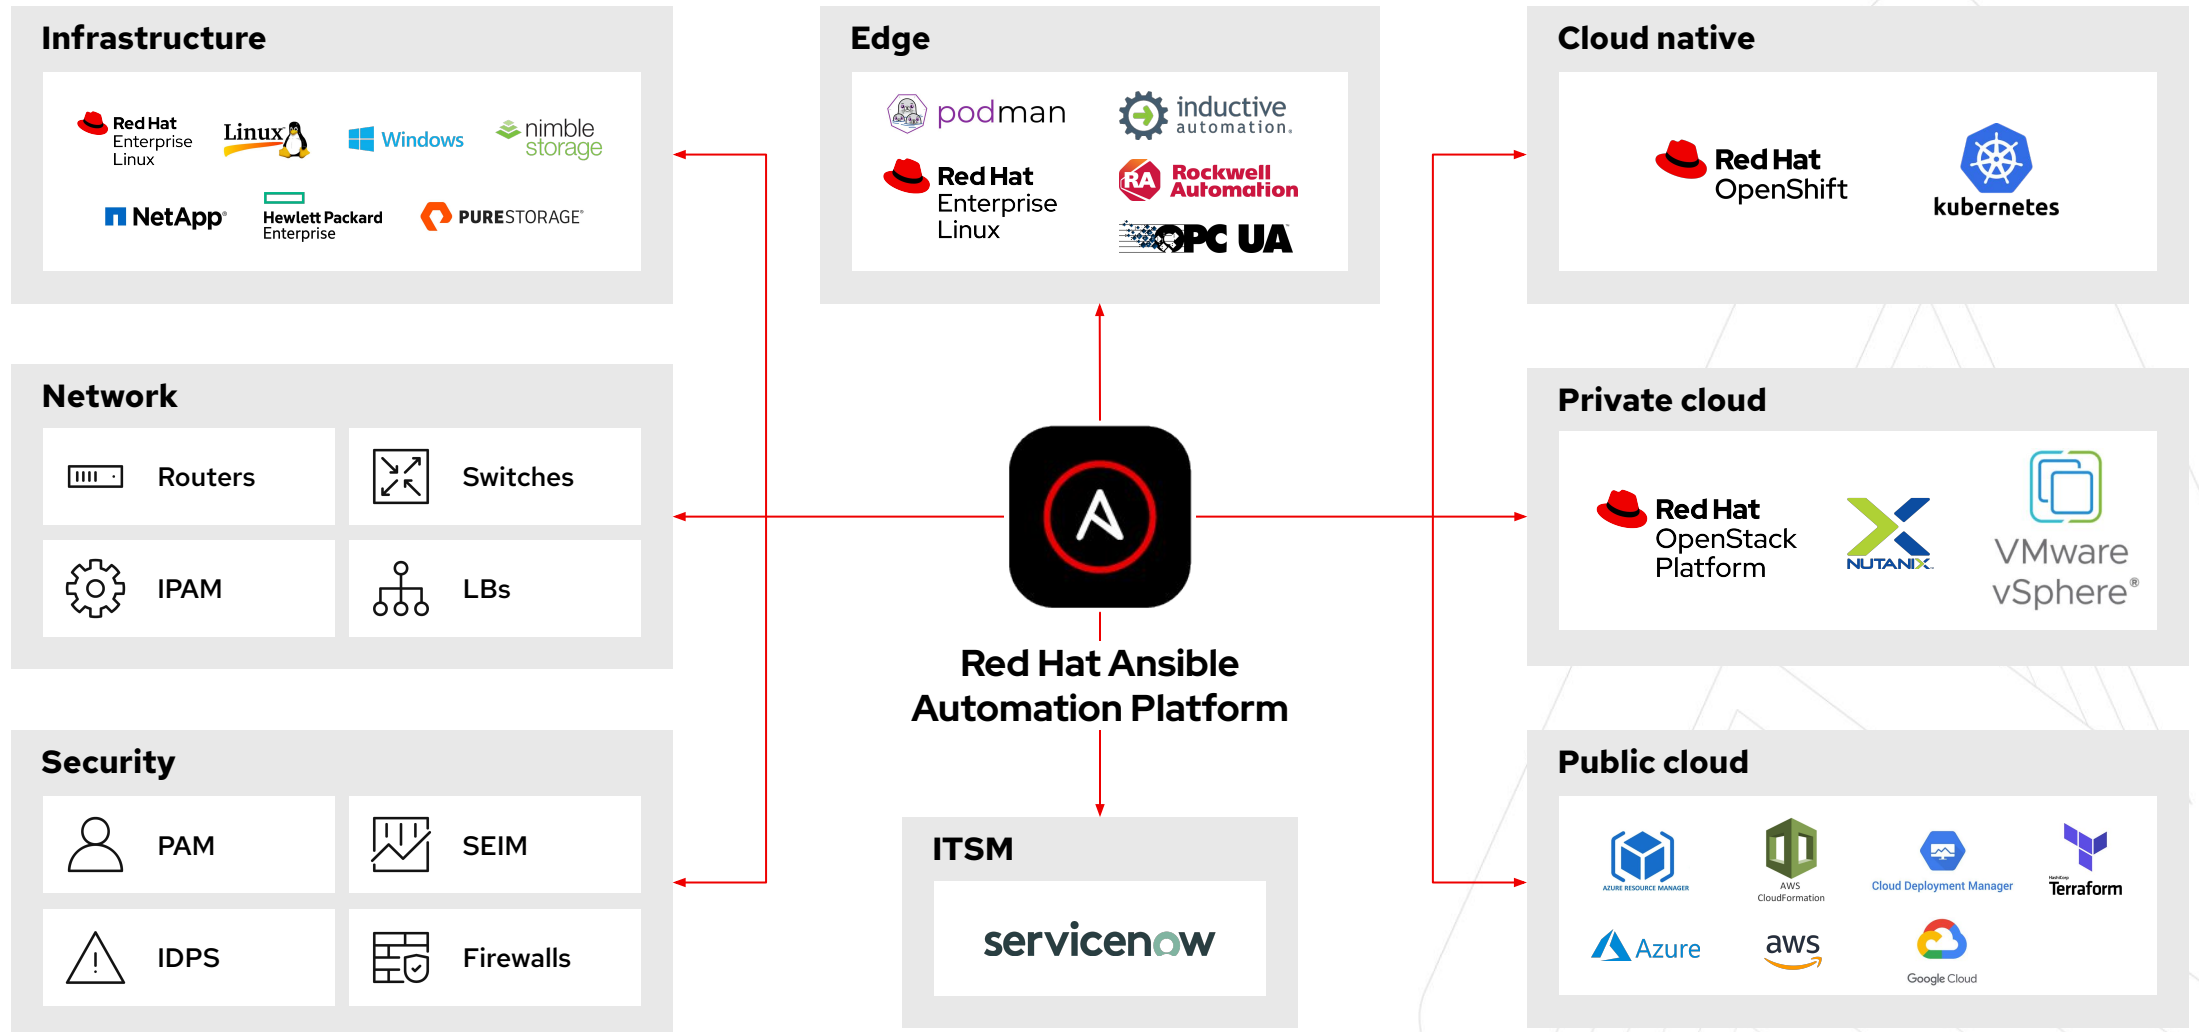 Infrastructure
Red Hat
Enterprise
Linux
Linux
Windows
nimble
storage
NetApp®
Hewlett Packard
Enterprise
PURESTORAGE®
Edge
podman
inductive
automation®
Red Hat
Enterprise
Linux
RA
Rockwell
Automation
OPC UA
Cloud native
Red Hat
OpenShift
kubernetes
Network
Routers
Switches
IPAM
LBs
Red Hat Ansible
Automation Platform
Private cloud
Red Hat
OpenStack
Platform
NUTANIX
VMware
vSphere®
Security
PAM
SEIM
IDPS
Firewalls
ITSM
servicenow
Public cloud
AZURE RESOURCE MANAGER
AWS
CloudFormation
Cloud Deployment Manager
HashiCorp
Terraform
Azure
aws
Google Cloud